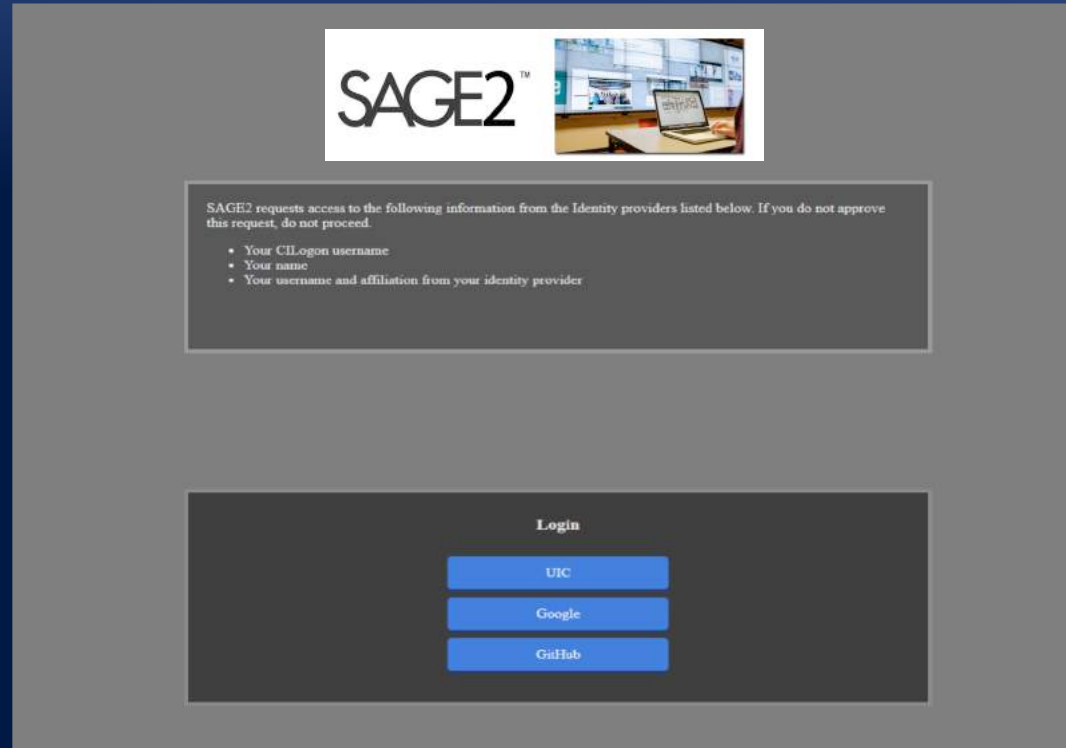 SAGE2™
SAGE2 requests access to the following information from the Identity providers listed below. If you do not approve
this request, do not proceed.
• Your CILogon username
• Your name
• Your username and affiliation from your identity provider
Login
UIC
Google
GitHub